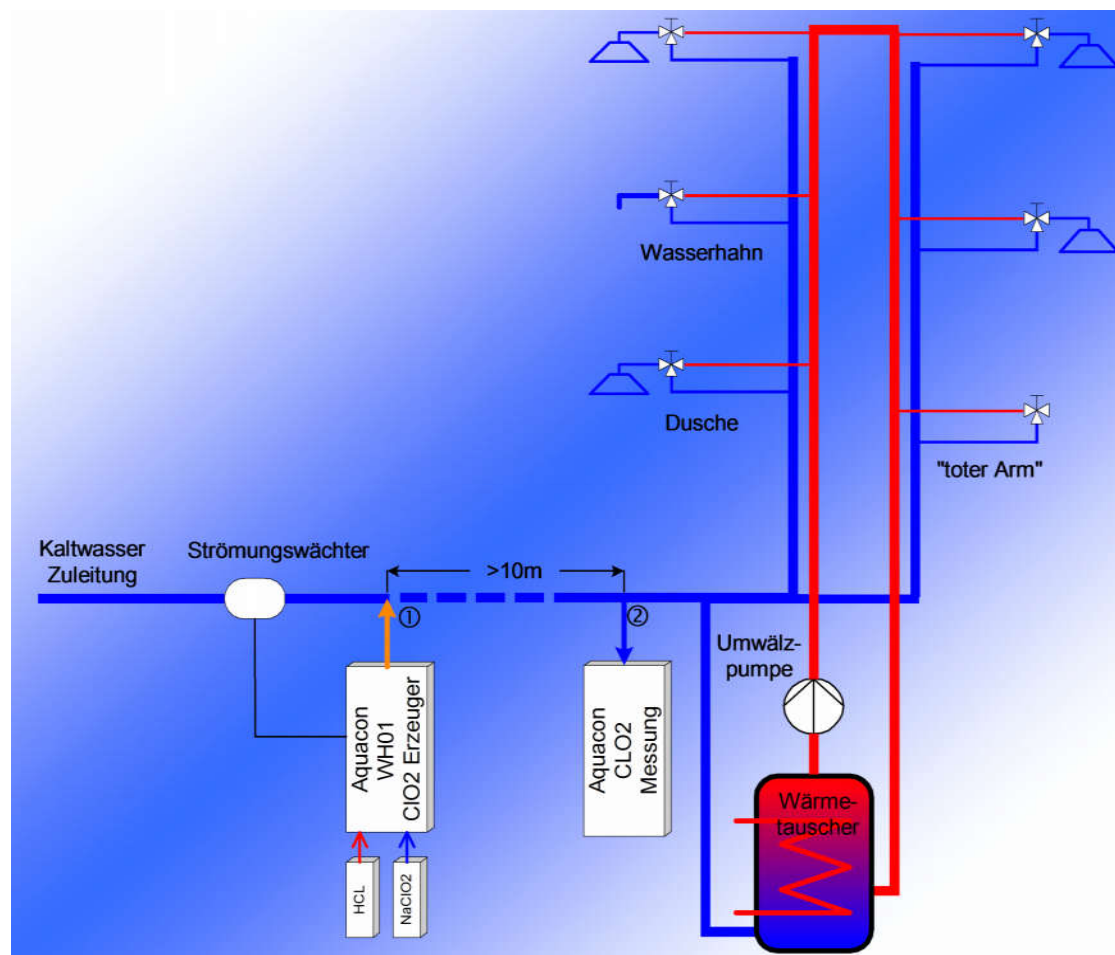 Wasserhahn
Dusche
"toter Arm"
Kaltwasser
Zuleitung
Strömungswächter
>10m
①
②
Umwälz-
pumpe
Aquacon
WH01
ClO2 Erzeuger
Aquacon
CLO2
Messung
Wärme-
tauscher
HCL
NaClO2